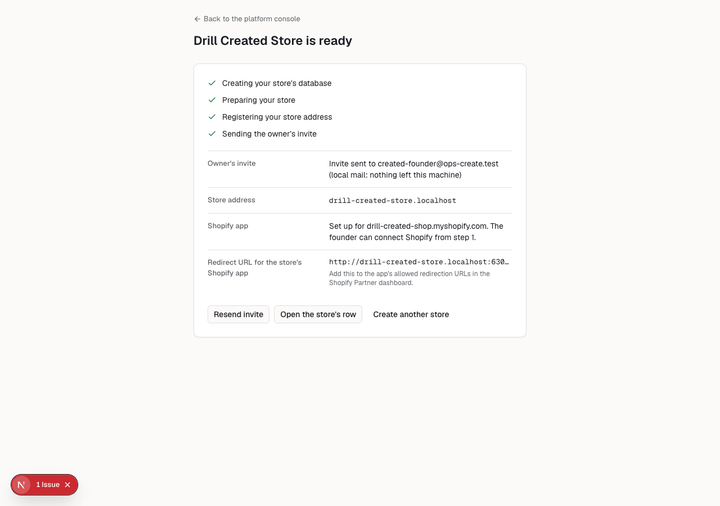 ← Back to the platform console
Drill Created Store is ready
Creating your store's database
Preparing your store
Registering your store address
Sending the owner's invite
Owner's invite
Invite sent to created-founder@ops-create.test
(local mail: nothing left this machine)
Store address
drill-created-store.localhost
Shopify app
Set up for drill-created-shop.myshopify.com. The
founder can connect Shopify from step 1.
Redirect URL for the store's
Shopify app
http://drill-created-store.localhost:630…
Add this to the app's allowed redirection URLs in the
Shopify Partner dashboard.
Resend invite
Open the store's row
Create another store
N
1 Issue